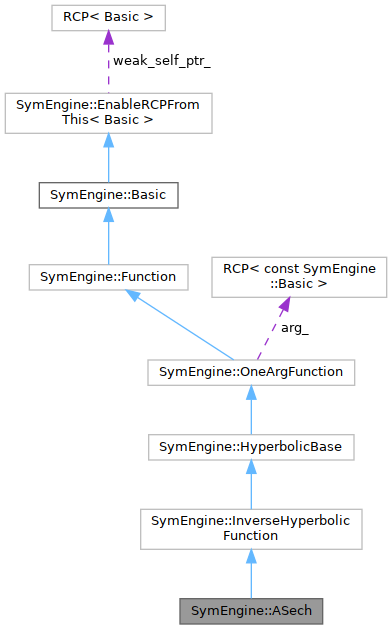 RCP< Basic >
weak_self_ptr_
SymEngine::EnableRCPFrom
This< Basic >
SymEngine::Basic
SymEngine::Function
RCP< const SymEngine
::Basic >
arg_
SymEngine::OneArgFunction
SymEngine::HyperbolicBase
SymEngine::InverseHyperbolic
Function
SymEngine::ASech